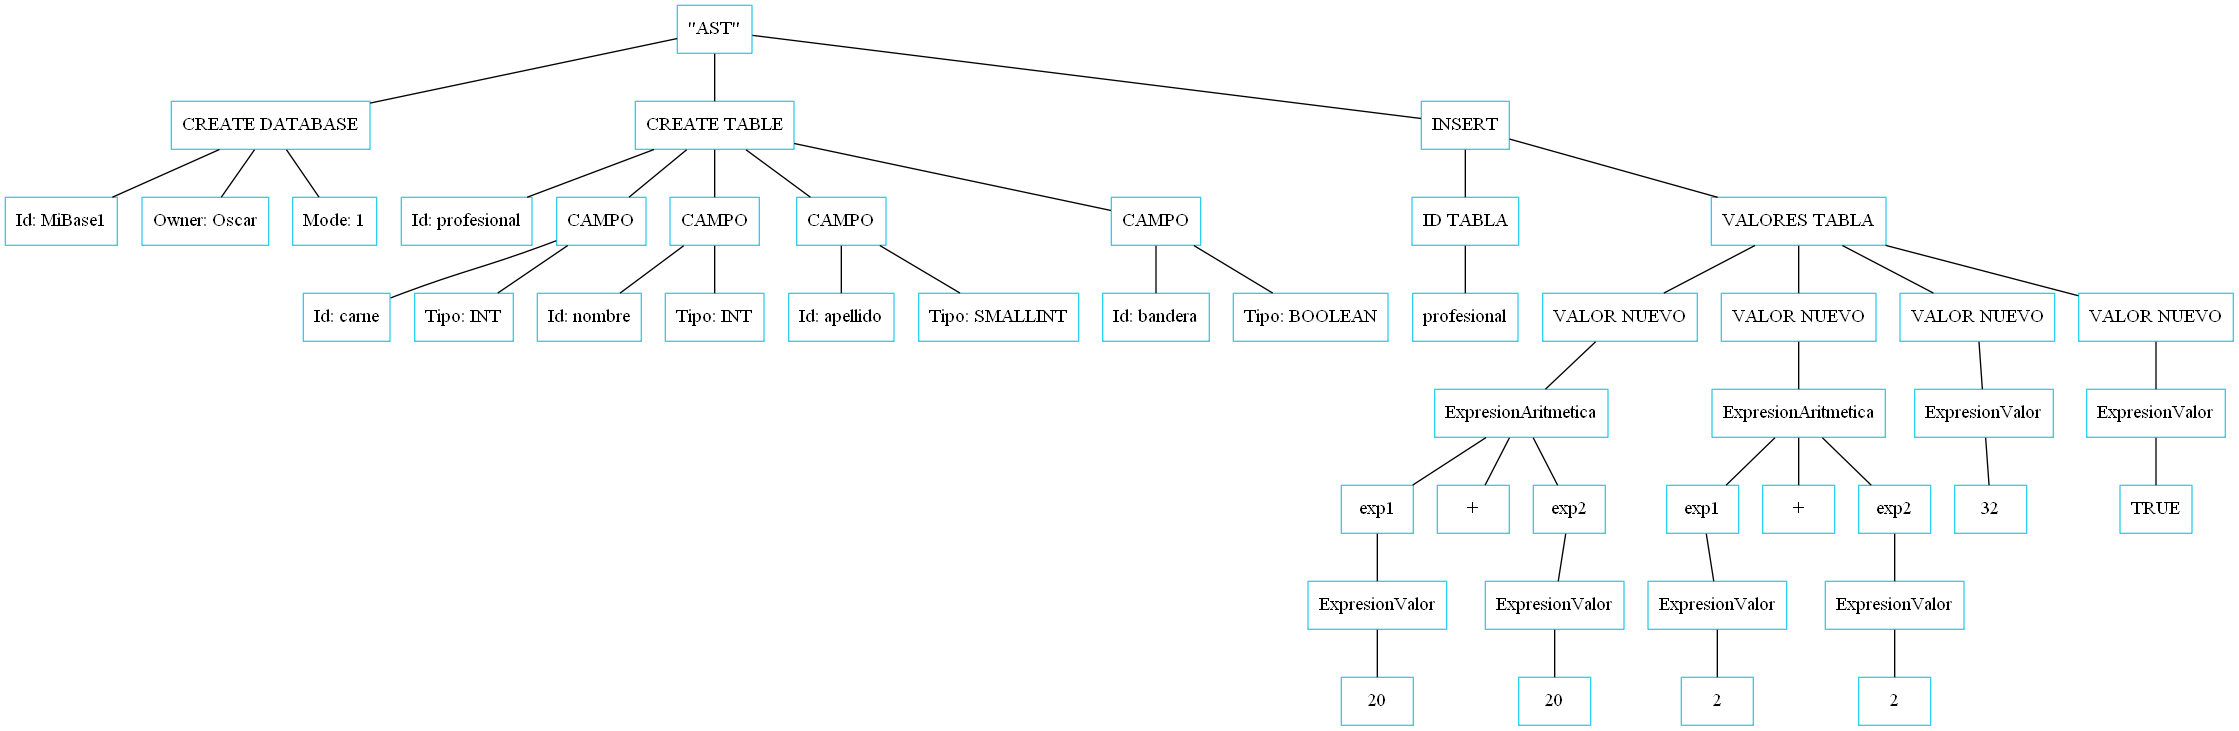 "AST"
CREATE DATABASE
CREATE TABLE
INSERT
Id: MiBase1
Owner: Oscar
Mode: 1
Id: profesional
CAMPO
CAMPO
CAMPO
CAMPO
ID TABLA
VALORES TABLA
Id: carne
Tipo: INT
Id: nombre
Tipo: INT
Id: apellido
Tipo: SMALLINT
Id: bandera
Tipo: BOOLEAN
profesional
VALOR NUEVO
VALOR NUEVO
VALOR NUEVO
VALOR NUEVO
ExpresionAritmetica
ExpresionAritmetica
ExpresionValor
ExpresionValor
exp1
+
exp2
exp1
+
exp2
32
TRUE
ExpresionValor
ExpresionValor
ExpresionValor
ExpresionValor
20
20
2
2